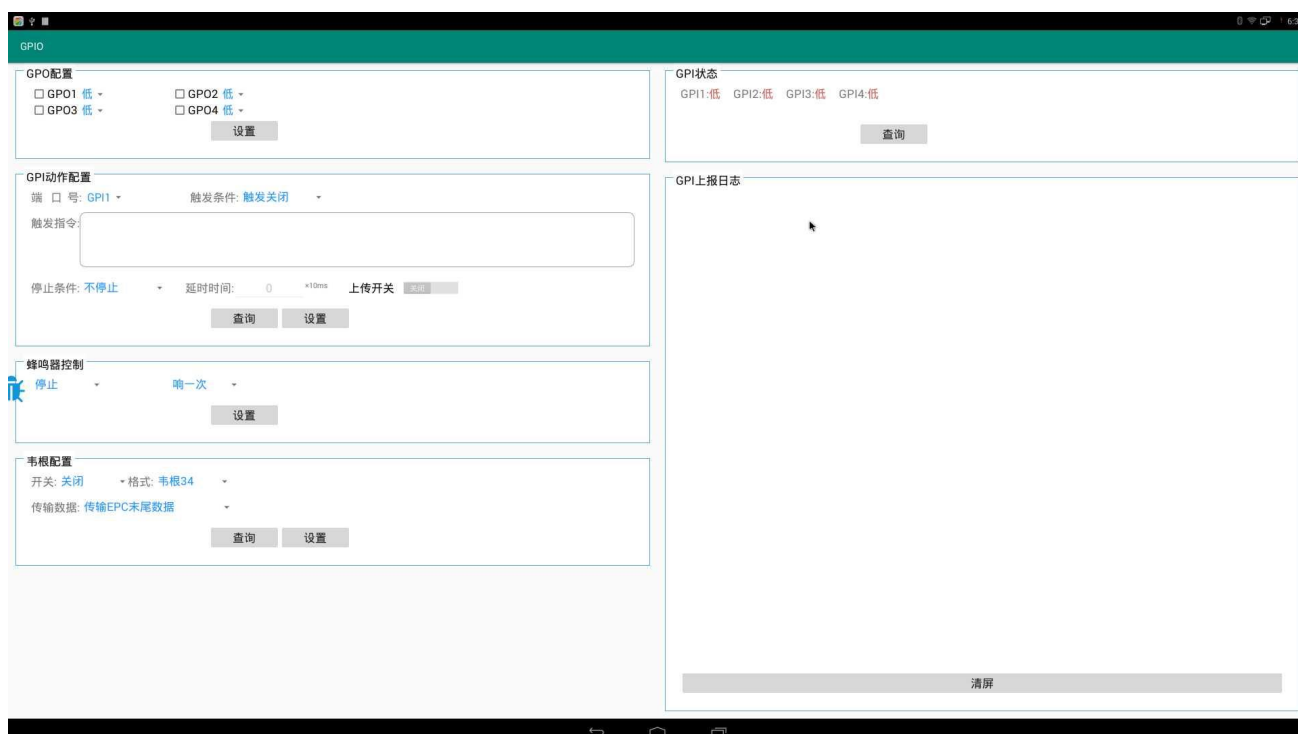 6:3
GPIO
GPO配置
GPO1 低
GPO2 低
GPO3 低
GPO4 低
设置
GPI动作配置
端 口 号: GPI1
触发条件: 触发关闭
触发指令:
停止条件: 不停止
延时时间: 0 *10ms
上传开关 关闭
查询 设置
蜂鸣器控制
停止 响一次
设置
韦根配置
开关: 关闭 格式: 韦根34
传输数据: 传输EPC末尾数据
查询 设置
GPI状态
GPI1:低 GPI2:低 GPI3:低 GPI4:低
查询
GPI上报日志
清屏